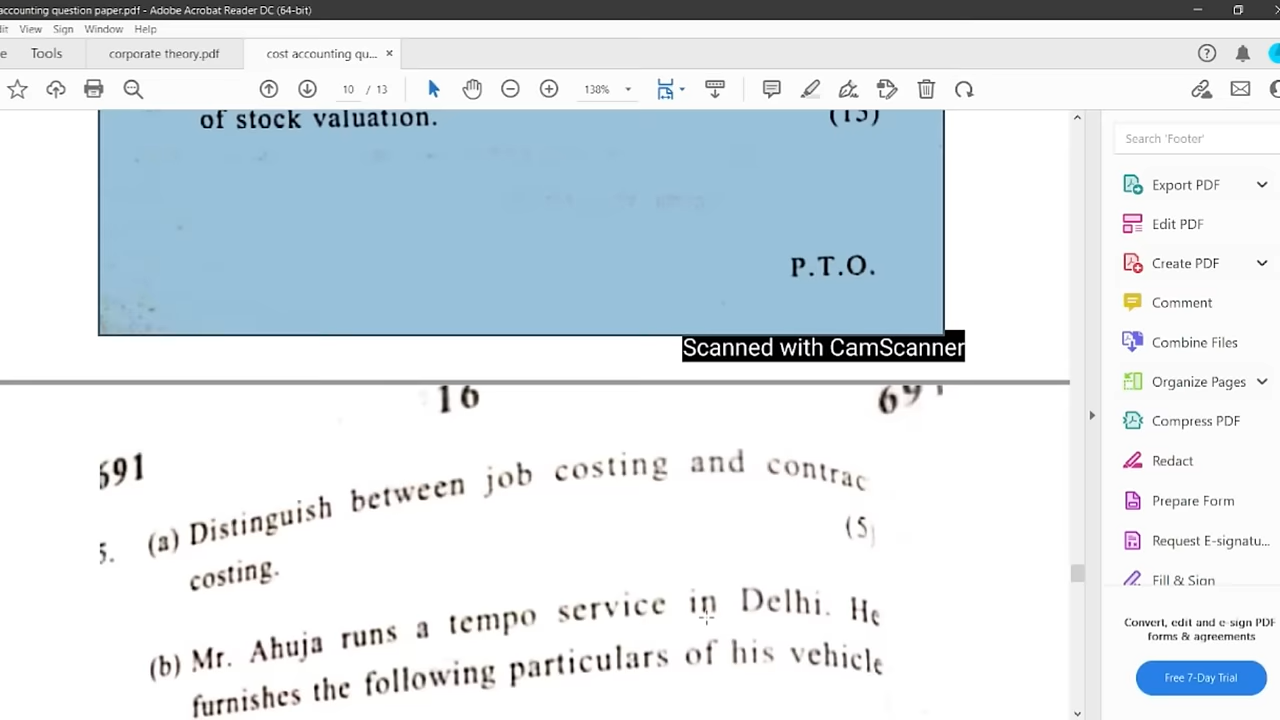 accounting question paper.pdf - Adobe Acrobat Reader DC (64-bit)
dit View Sign Window Help
e Tools corporate theory.pdf cost accounting qu... ×
10 / 13 138%
of stock valuation. (15)
P.T.O.
Scanned with CamScanner
16 691
691
5. (a) Distinguish between job costing and contrac
costing. (5)
(b) Mr. Ahuja runs a tempo service in Delhi. He
furnishes the following particulars of his vehicle
Search 'Footer'
Export PDF
Edit PDF
Create PDF
Comment
Combine Files
Organize Pages
Compress PDF
Redact
Prepare Form
Request E-signatu...
Fill & Sign
Convert, edit and e-sign PDF
forms & agreements
Free 7-Day Trial